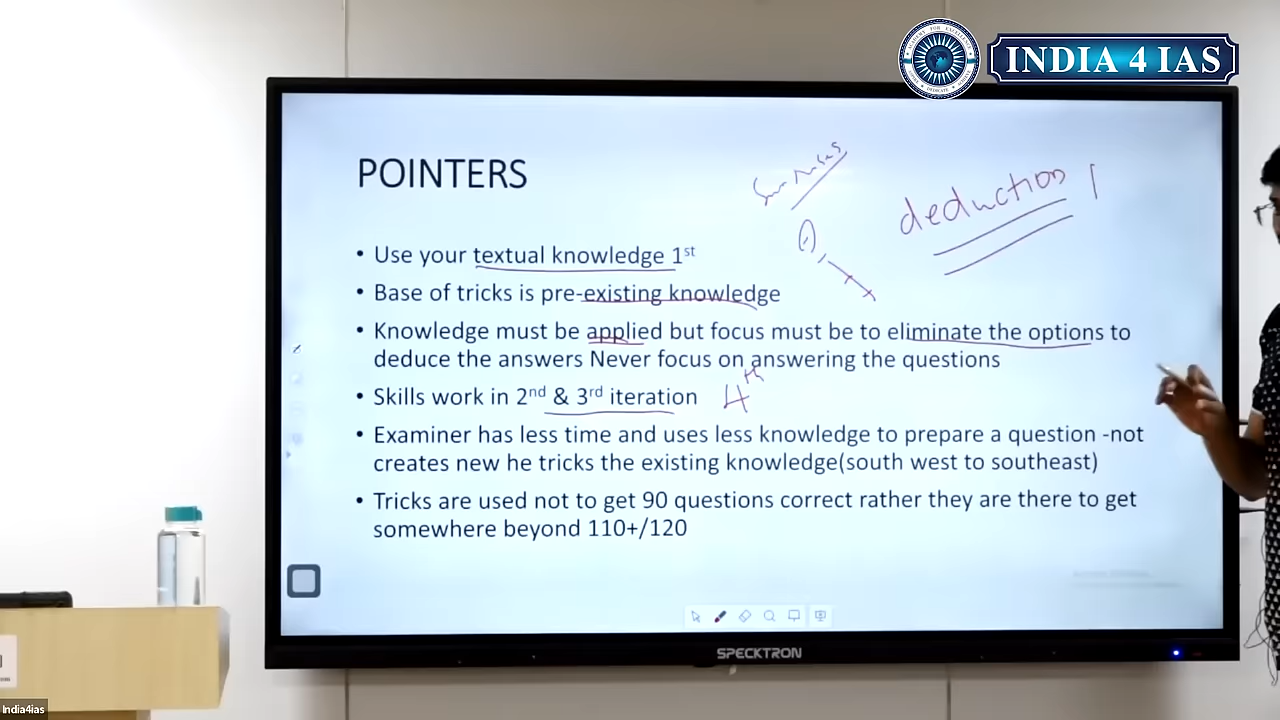 INDIA 4 IAS
POINTERS
deduction
• Use your textual knowledge 1st
• Base of tricks is pre-existing knowledge
• Knowledge must be applied but focus must be to eliminate the options to
deduce the answers Never focus on answering the questions
• Skills work in 2nd & 3rd iteration 4th
• Examiner has less time and uses less knowledge to prepare a question -not
creates new he tricks the existing knowledge(south west to southeast)
• Tricks are used not to get 90 questions correct rather they are there to get
somewhere beyond 110+/120
SPECKTRON
India4ias